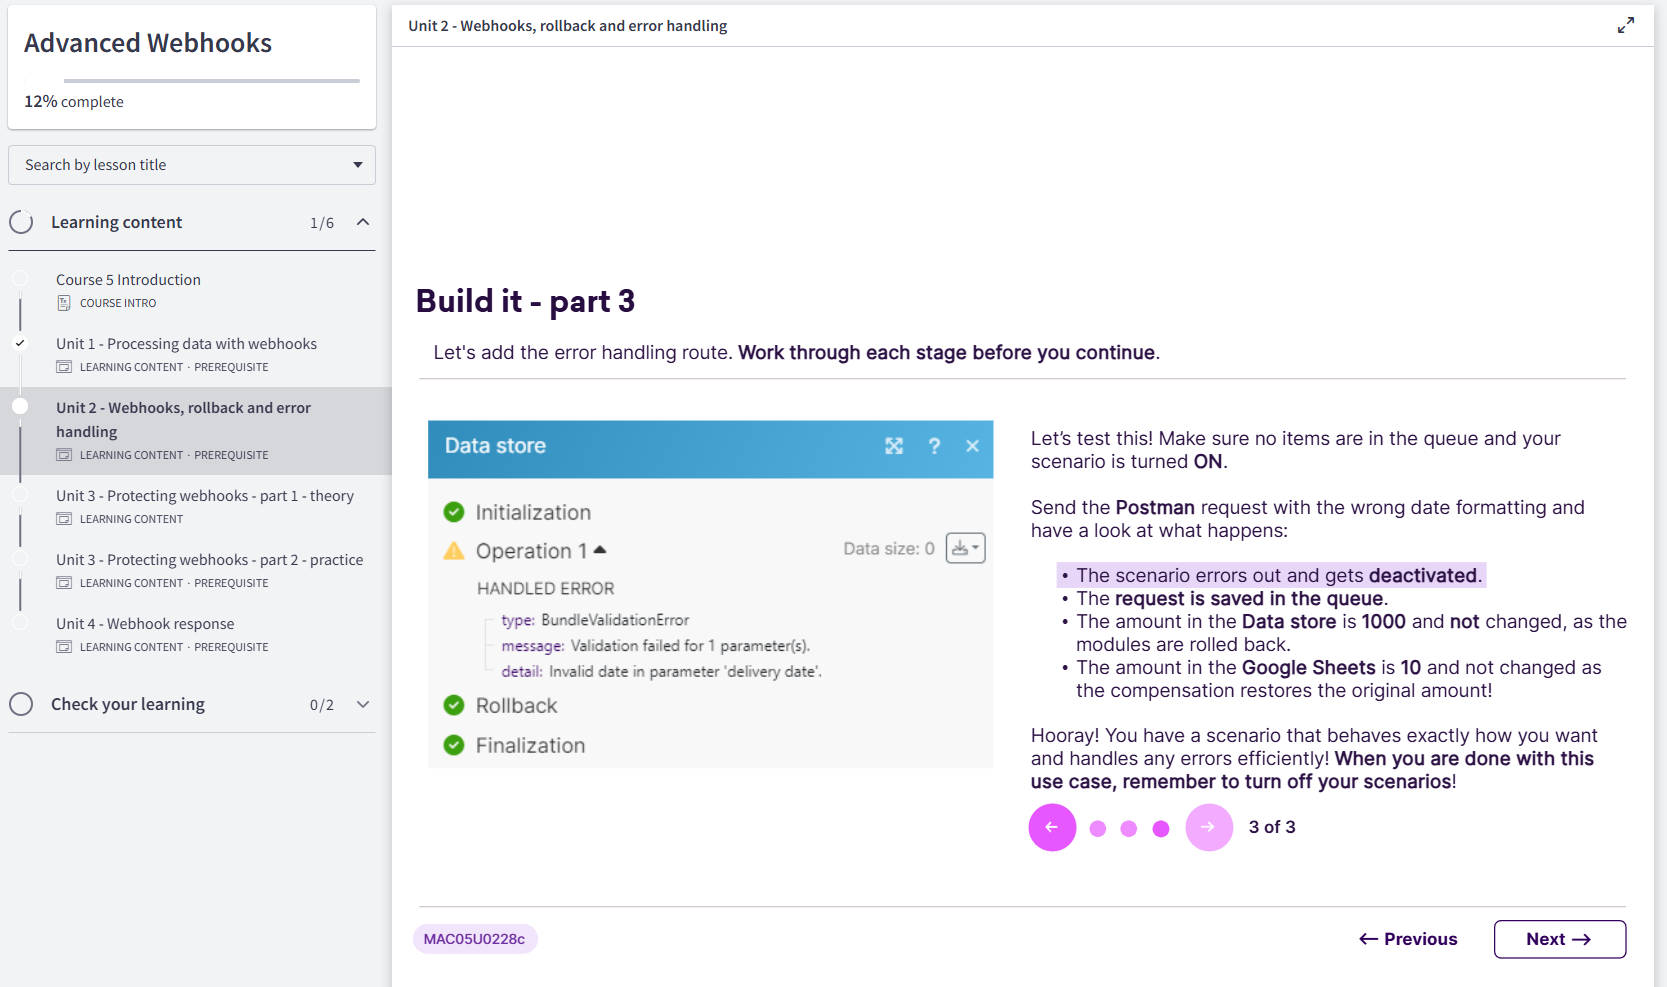 Advanced Webhooks
12% complete
Search by lesson title
Learning content 1/6
Course 5 Introduction
COURSE INTRO
Unit 1 - Processing data with webhooks
LEARNING CONTENT · PREREQUISITE
Unit 2 - Webhooks, rollback and error
handling
LEARNING CONTENT · PREREQUISITE
Unit 3 - Protecting webhooks - part 1 - theory
LEARNING CONTENT
Unit 3 - Protecting webhooks - part 2 - practice
LEARNING CONTENT · PREREQUISITE
Unit 4 - Webhook response
LEARNING CONTENT · PREREQUISITE
Check your learning 0/2
Unit 2 - Webhooks, rollback and error handling
Build it - part 3
Let's add the error handling route. Work through each stage before you continue.
Data store ?
Initialization
Operation 1 Data size: 0
HANDLED ERROR
type: BundleValidationError
message: Validation failed for 1 parameter(s).
detail: Invalid date in parameter 'delivery date'.
Rollback
Finalization
Let's test this! Make sure no items are in the queue and your
scenario is turned ON.
Send the Postman request with the wrong date formatting and
have a look at what happens:
• The scenario errors out and gets deactivated.
• The request is saved in the queue.
• The amount in the Data store is 1000 and not changed, as the
modules are rolled back.
• The amount in the Google Sheets is 10 and not changed as
the compensation restores the original amount!
Hooray! You have a scenario that behaves exactly how you want
and handles any errors efficiently! When you are done with this
use case, remember to turn off your scenarios!
← → 3 of 3
MAC05U0228c
← Previous Next →